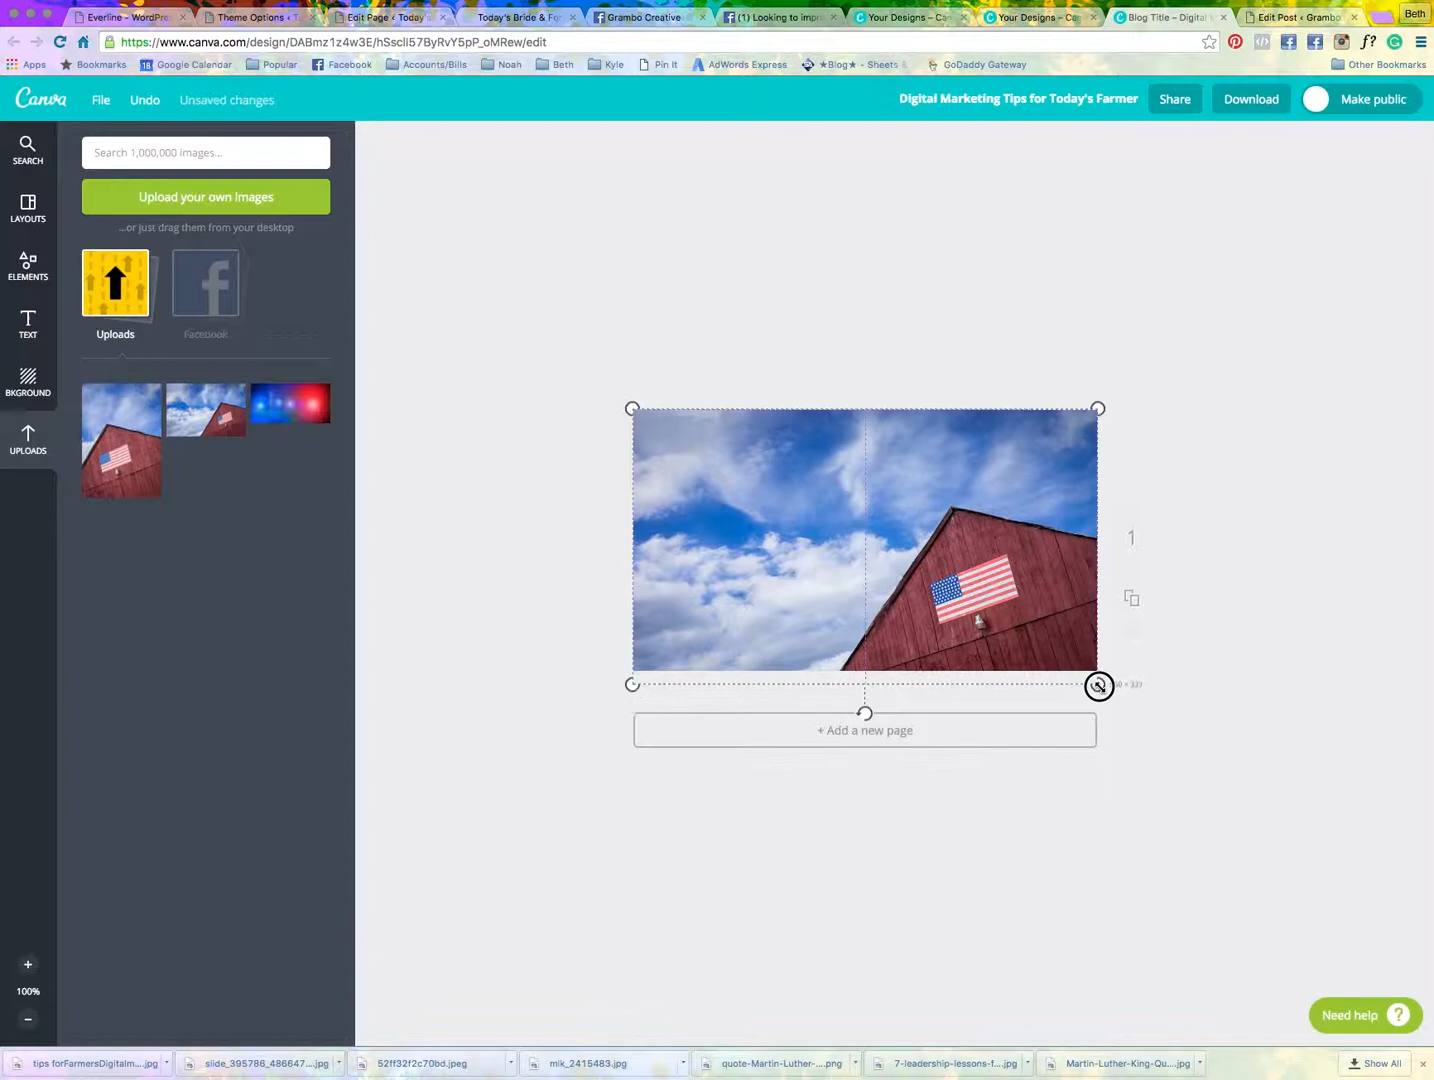 Everline - WordPre
Theme Options ‹ T
Edit Page ‹ Today'
Today's Bride & For
Grambo Creative
(1) Looking to impr
Your Designs – Can
Your Designs – Can
Blog Title – Digital
Edit Post ‹ Grambo
Beth
https://www.canva.com/design/DABmz1z4w3E/hSscli57ByRvY5pP_oMRew/edit
Apps
Bookmarks
18 Google Calendar
Popular
Facebook
Accounts/Bills
Noah
Beth
Kyle
Pin It
AdWords Express
★Blog★ - Sheets &
GoDaddy Gateway
Other Bookmarks
Canva
File
Undo
Unsaved changes
Digital Marketing Tips for Today's Farmer
Share
Download
Make public
SEARCH
LAYOUTS
ELEMENTS
TEXT
BKGROUND
UPLOADS
Search 1,000,000 images...
Upload your own images
...or just drag them from your desktop
Uploads
Facebook
1
+ Add a new page
100%
Need help ?
tips forFarmersDigitalm....jpg
slide_395786_486647....jpg
52ff32f2c70bd.jpeg
mlk_2415483.jpg
quote-Martin-Luther-....png
7-leadership-lessons-f....jpg
Martin-Luther-King-Qu....jpg
Show All